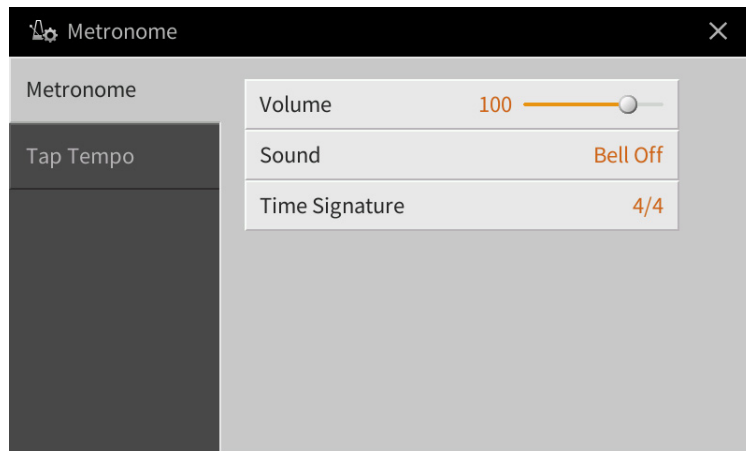 Metronome
Metronome
Tap Tempo
Volume 100
Sound Bell Off
Time Signature 4/4